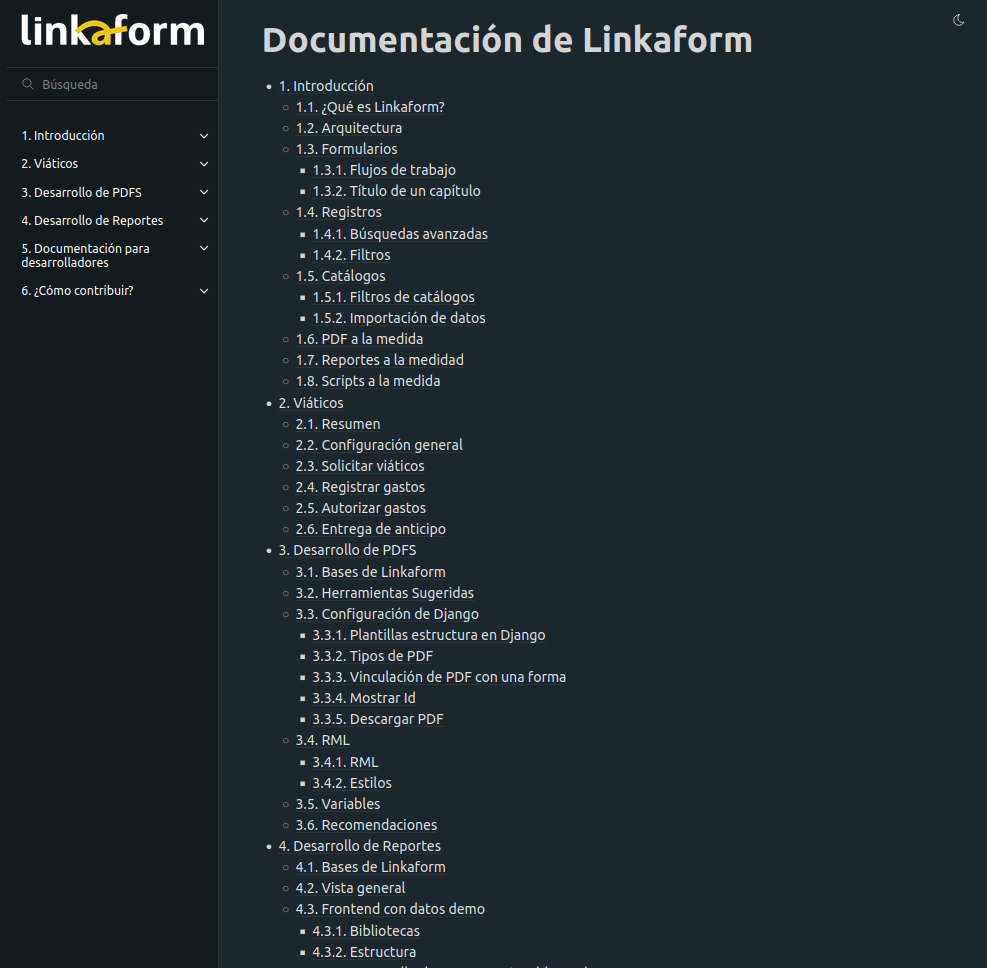 linkaform
Búsqueda
1. Introducción
2. Viáticos
3. Desarrollo de PDFS
4. Desarrollo de Reportes
5. Documentación para
desarrolladores
6. ¿Cómo contribuir?
Documentación de Linkaform
1. Introducción
1.1. ¿Qué es Linkaform?
1.2. Arquitectura
1.3. Formularios
1.3.1. Flujos de trabajo
1.3.2. Título de un capítulo
1.4. Registros
1.4.1. Búsquedas avanzadas
1.4.2. Filtros
1.5. Catálogos
1.5.1. Filtros de catálogos
1.5.2. Importación de datos
1.6. PDF a la medida
1.7. Reportes a la medidad
1.8. Scripts a la medida
2. Viáticos
2.1. Resumen
2.2. Configuración general
2.3. Solicitar viáticos
2.4. Registrar gastos
2.5. Autorizar gastos
2.6. Entrega de anticipo
3. Desarrollo de PDFS
3.1. Bases de Linkaform
3.2. Herramientas Sugeridas
3.3. Configuración de Django
3.3.1. Plantillas estructura en Django
3.3.2. Tipos de PDF
3.3.3. Vinculación de PDF con una forma
3.3.4. Mostrar Id
3.3.5. Descargar PDF
3.4. RML
3.4.1. RML
3.4.2. Estilos
3.5. Variables
3.6. Recomendaciones
4. Desarrollo de Reportes
4.1. Bases de Linkaform
4.2. Vista general
4.3. Frontend con datos demo
4.3.1. Bibliotecas
4.3.2. Estructura